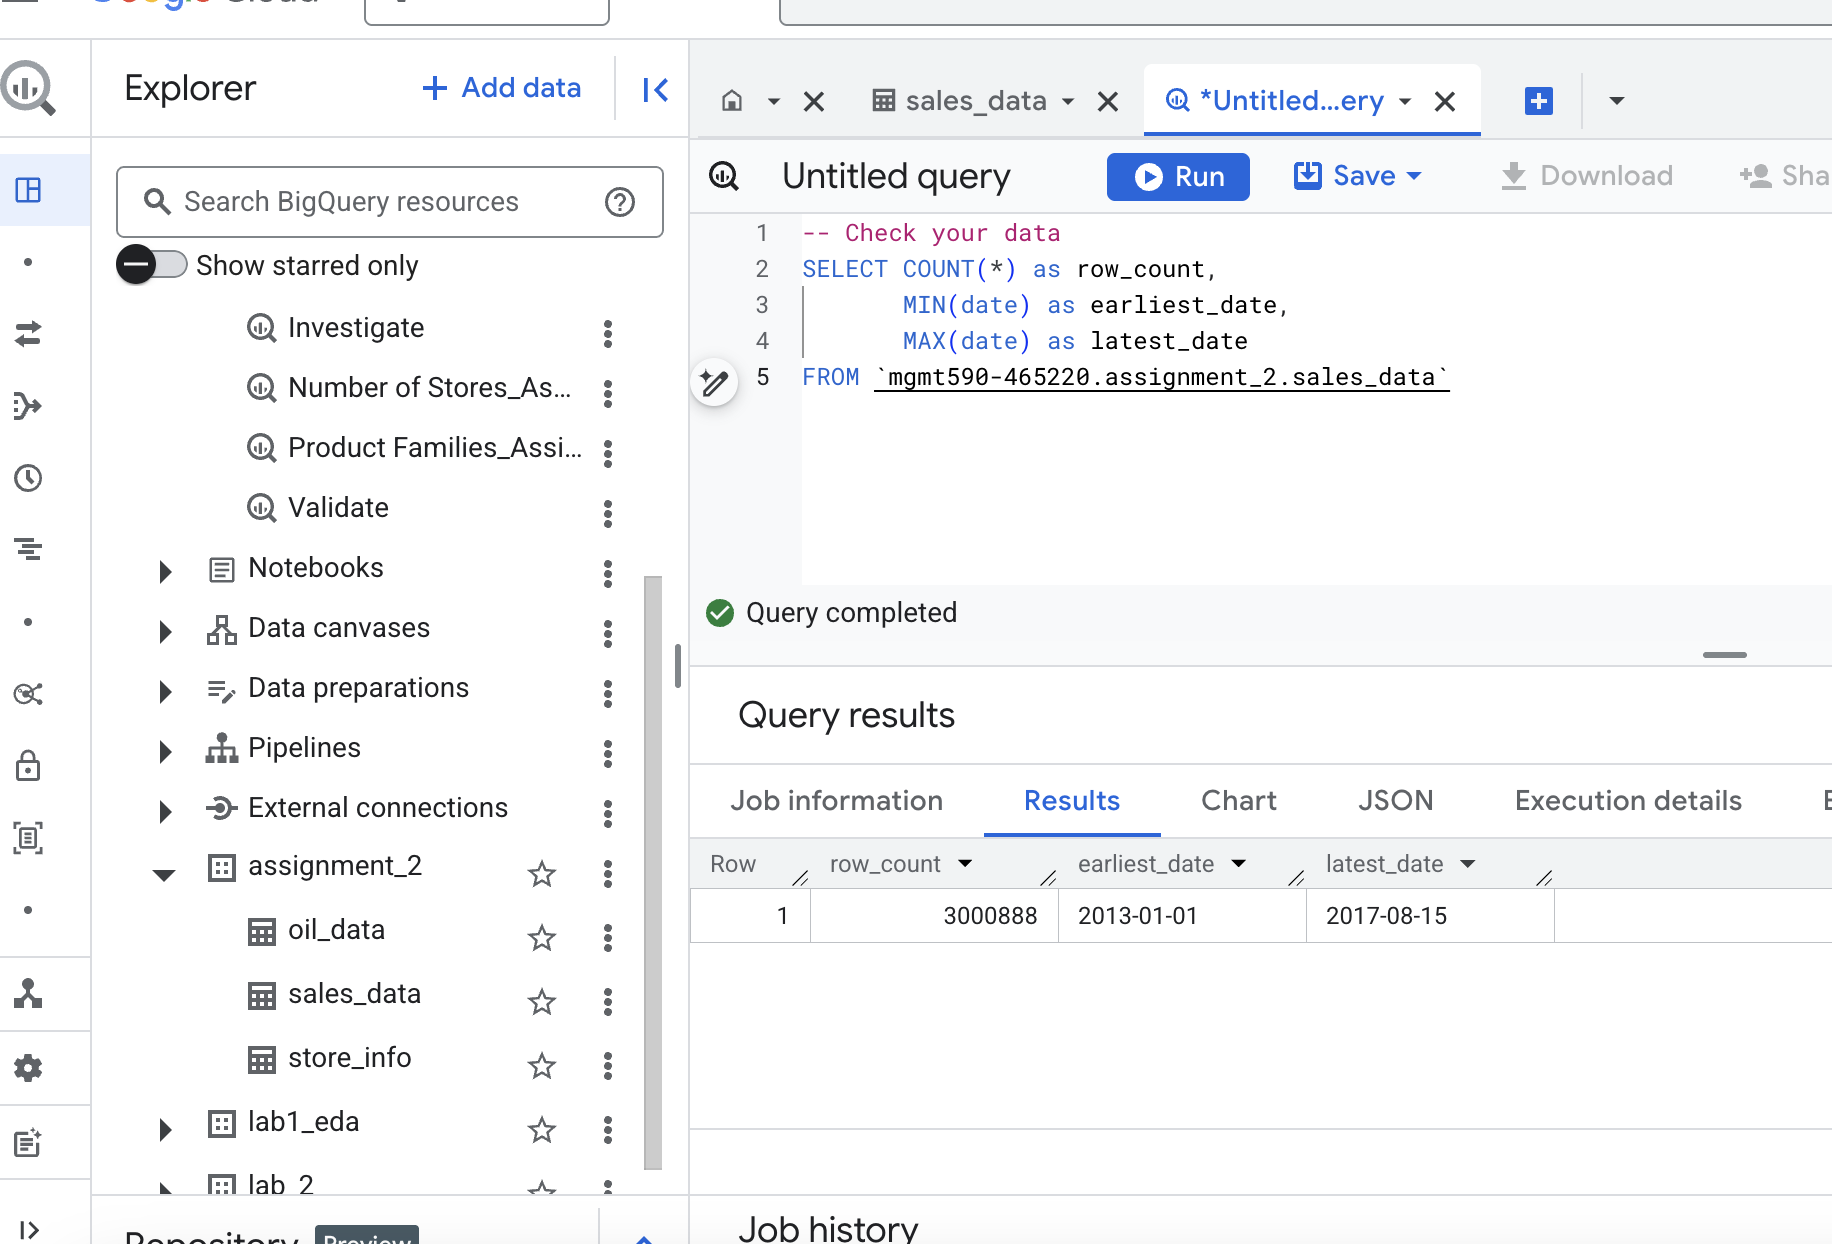 Explorer
Add data
Search BigQuery resources
Show starred only
Investigate
Number of Stores_As...
Product Families_Assi...
Validate
Notebooks
Data canvases
Data preparations
Pipelines
External connections
assignment_2
oil_data
sales_data
store_info
lab1_eda
lab_2
Repository Preview
sales_data
*Untitled...ery
Untitled query
Run
Save
Download
Sha
1 -- Check your data
2 SELECT COUNT(*) as row_count,
3 MIN(date) as earliest_date,
4 MAX(date) as latest_date
5 FROM `mgmt590-465220.assignment_2.sales_data`
Query completed
Query results
Job information Results Chart JSON Execution details
Row row_count earliest_date latest_date
1 3000888 2013-01-01 2017-08-15
Job history